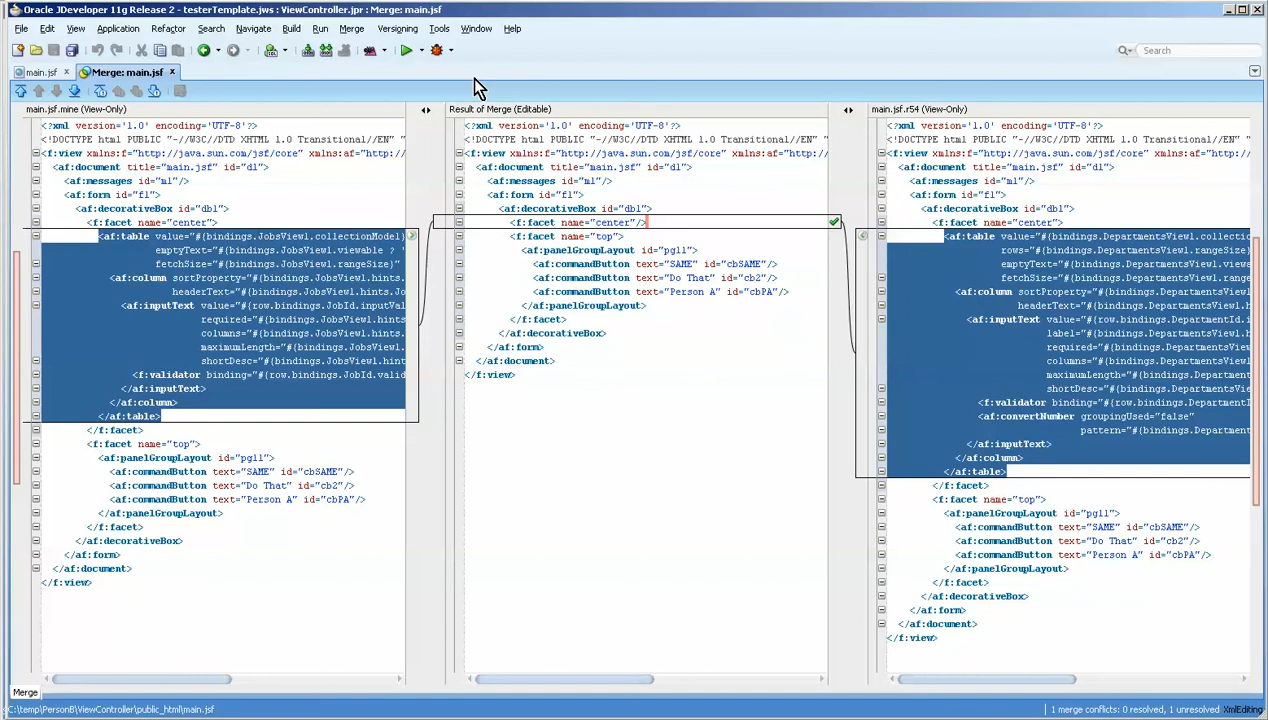 Oracle JDeveloper 11g Release 2 - testerTemplate.jws : ViewController.jpr : Merge: main.jsf
File Edit View Application Refactor Search Navigate Build Run Merge Versioning Tools Window Help
Search
main.jsf
Merge: main.jsf
main.jsf.mine (View-Only)
<?xml version='1.0' encoding='UTF-8'?>
<!DOCTYPE html PUBLIC "-//W3C//DTD XHTML 1.0 Transitional//EN" "
<f:view xmlns:f="http://java.sun.com/jsf/core" xmlns:af="http:/
<af:document title="main.jsf" id="d1">
<af:messages id="m1"/>
<af:form id="f1">
<af:decorativeBox id="db1">
<f:facet name="center">
<af:table value="#{bindings.JobsView1.collectionModel}
emptyText="#{bindings.JobsView1.viewable ? '
fetchSize="#{bindings.JobsView1.rangeSize}"
<af:column sortProperty="#{bindings.JobsView1.hints.
headerText="#{bindings.JobsView1.hints.
<af:inputText value="#{row.bindings.JobId.inputVal
required="#{bindings.JobsView1.hints.
columns="#{bindings.JobsView1.hints.
maximumLength="#{bindings.JobsView1.hints.
shortDesc="#{bindings.JobsView1.hint
<f:validator binding="#{row.bindings.JobId.valid
</af:inputText>
</af:column>
</af:table>
</f:facet>
<f:facet name="top">
<af:panelGroupLayout id="pgl1">
<af:commandButton text="SAME" id="cbSAME"/>
<af:commandButton text="Do That" id="cb2"/>
<af:commandButton text="Person A" id="cbPA"/>
</af:panelGroupLayout>
</f:facet>
</af:decorativeBox>
</af:form>
</af:document>
</f:view>
Result of Merge (Editable)
<?xml version='1.0' encoding='UTF-8'?>
<!DOCTYPE html PUBLIC "-//W3C//DTD XHTML 1.0 Transitional//EN" "
<f:view xmlns:f="http://java.sun.com/jsf/core" xmlns:af="http:/
<af:document title="main.jsf" id="d1">
<af:messages id="m1"/>
<af:form id="f1">
<af:decorativeBox id="db1">
<f:facet name="center"/>
<f:facet name="top">
<af:panelGroupLayout id="pgl1">
<af:commandButton text="SAME" id="cbSAME"/>
<af:commandButton text="Do That" id="cb2"/>
<af:commandButton text="Person A" id="cbPA"/>
</af:panelGroupLayout>
</f:facet>
</af:decorativeBox>
</af:form>
</af:document>
</f:view>
main.jsf.r54 (View-Only)
<?xml version='1.0' encoding='UTF-8'?>
<!DOCTYPE html PUBLIC "-//W3C//DTD XHTML 1.0 Transitional//EN" "
<f:view xmlns:f="http://java.sun.com/jsf/core" xmlns:af="http:/
<af:document title="main.jsf" id="d1">
<af:messages id="m1"/>
<af:form id="f1">
<af:decorativeBox id="db1">
<f:facet name="center">
<af:table value="#{bindings.DepartmentsView1.collectio
rows="#{bindings.DepartmentsView1.rangeSize}
emptyText="#{bindings.DepartmentsView1.viewa
fetchSize="#{bindings.DepartmentsView1.range
<af:column sortProperty="#{bindings.DepartmentsView1
headerText="#{bindings.DepartmentsView1
<af:inputText value="#{row.bindings.DepartmentId.i
label="#{bindings.DepartmentsView1.h
required="#{bindings.DepartmentsView1
columns="#{bindings.DepartmentsView1
maximumLength="#{bindings.Department
shortDesc="#{bindings.DepartmentsVie
<f:validator binding="#{row.bindings.DepartmentI
<af:convertNumber groupingUsed="false"
pattern="#{bindings.Department
</af:inputText>
</af:column>
</af:table>
</f:facet>
<f:facet name="top">
<af:panelGroupLayout id="pgl1">
<af:commandButton text="SAME" id="cbSAME"/>
<af:commandButton text="Do That" id="cb2"/>
<af:commandButton text="Person A" id="cbPA"/>
</af:panelGroupLayout>
</f:facet>
</af:decorativeBox>
</af:form>
</af:document>
</f:view>
Merge
C:\temp\PersonB\ViewController\public_html\main.jsf
1 merge conflicts: 0 resolved, 1 unresolved
XmlEditing